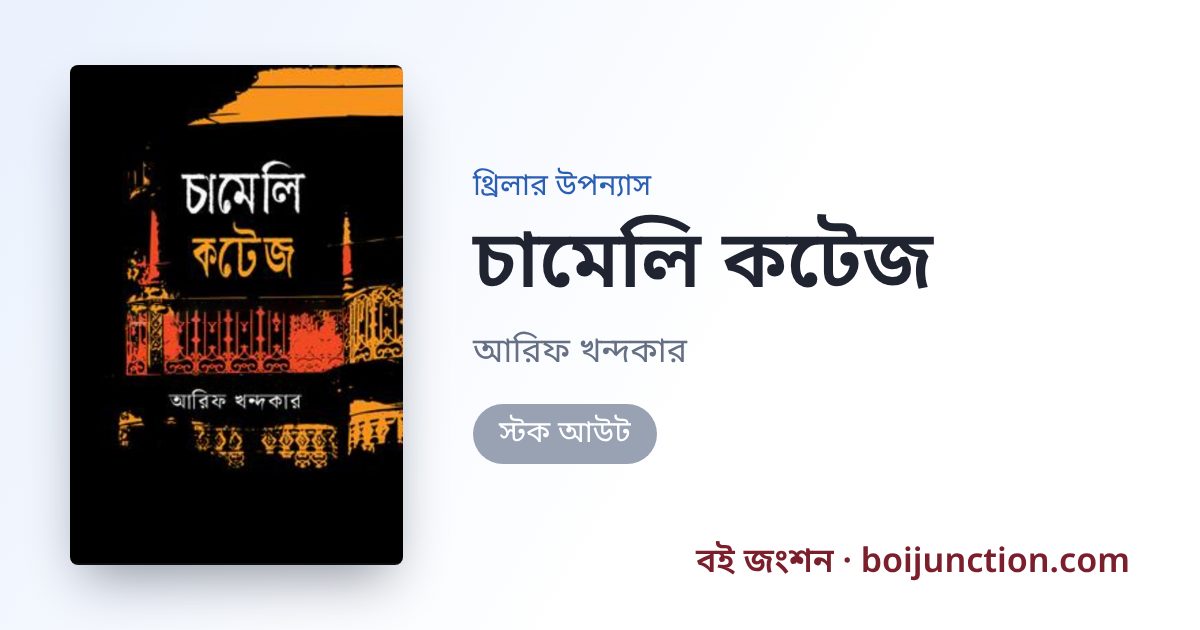 চামেলি
কটেজ
আরিফ খন্দকার
থ্রিলার উপন্যাস
চামেলি কটেজ
আরিফ খন্দকার
স্টক আউট
বই জংশন · boijunction.com